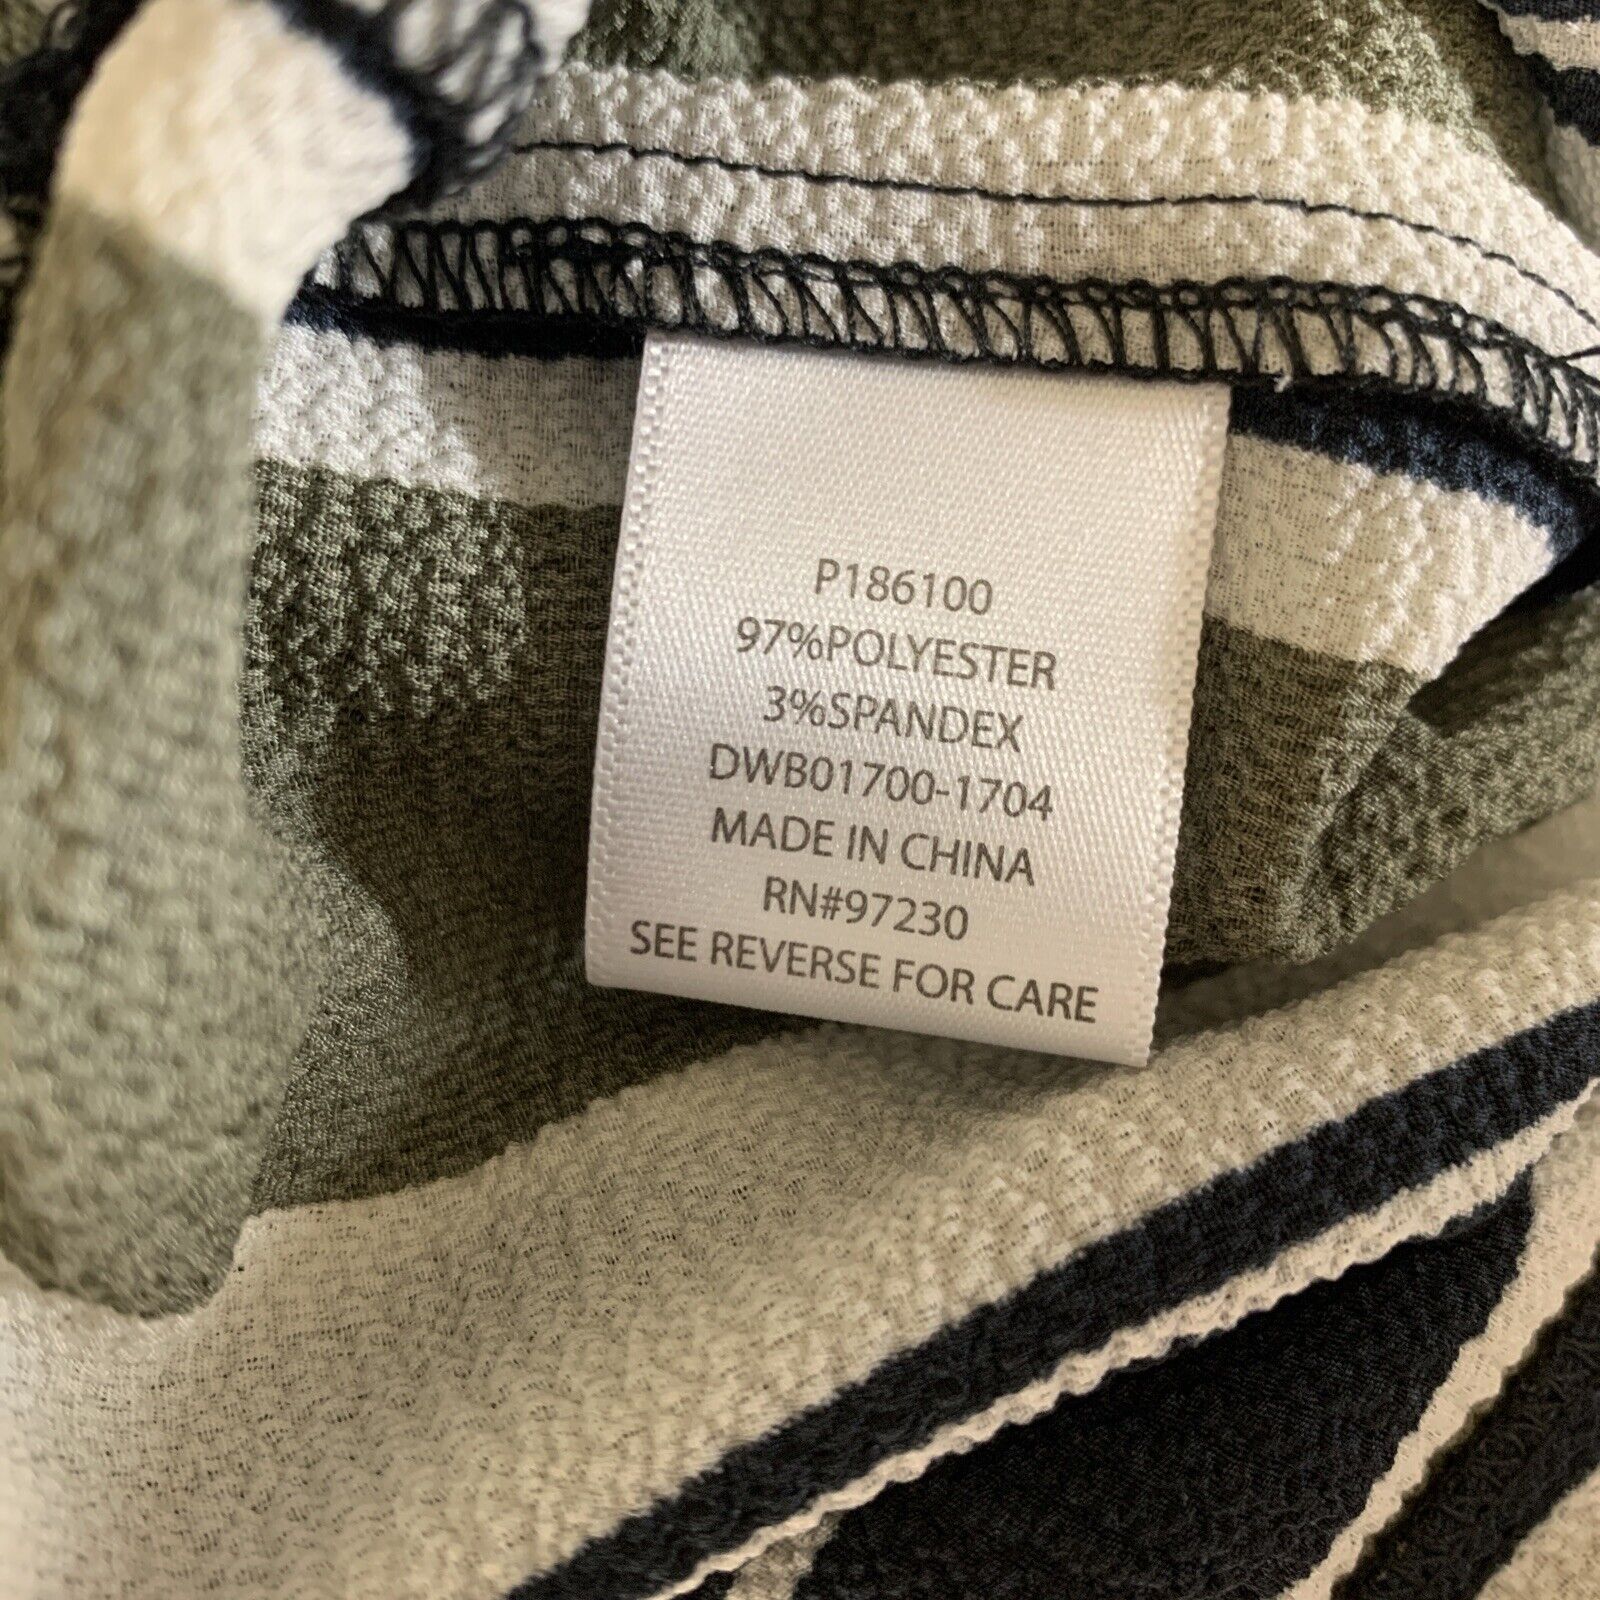 P186100
97%POLYESTER
3%SPANDEX
DWB01700-1704
MADE IN CHINA
RN#97230
SEE REVERSE FOR CARE